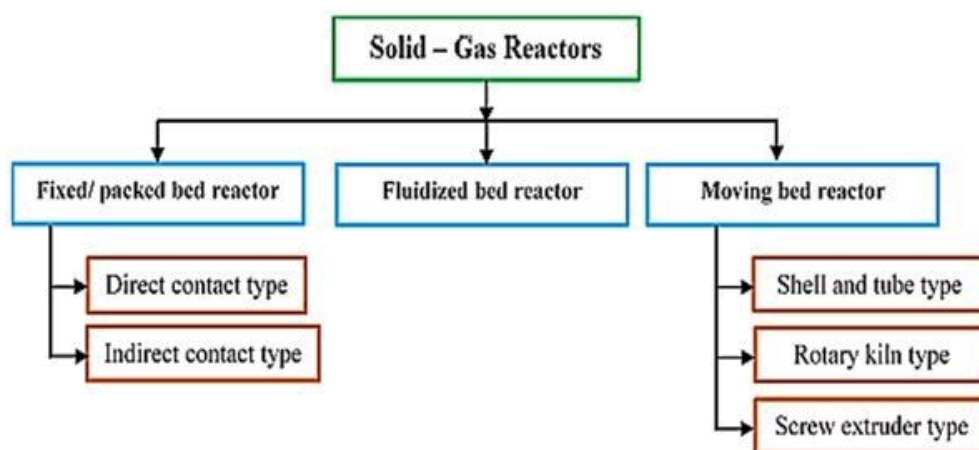 Solid – Gas Reactors
Fixed/ packed bed reactor
Fluidized bed reactor
Moving bed reactor
Direct contact type
Indirect contact type
Shell and tube type
Rotary kiln type
Screw extruder type